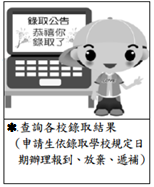 錄取公告
恭禧你
錄取了
✽查詢各校錄取結果
（申請生依錄取學校規定日
期辦理報到、放棄、遞補）